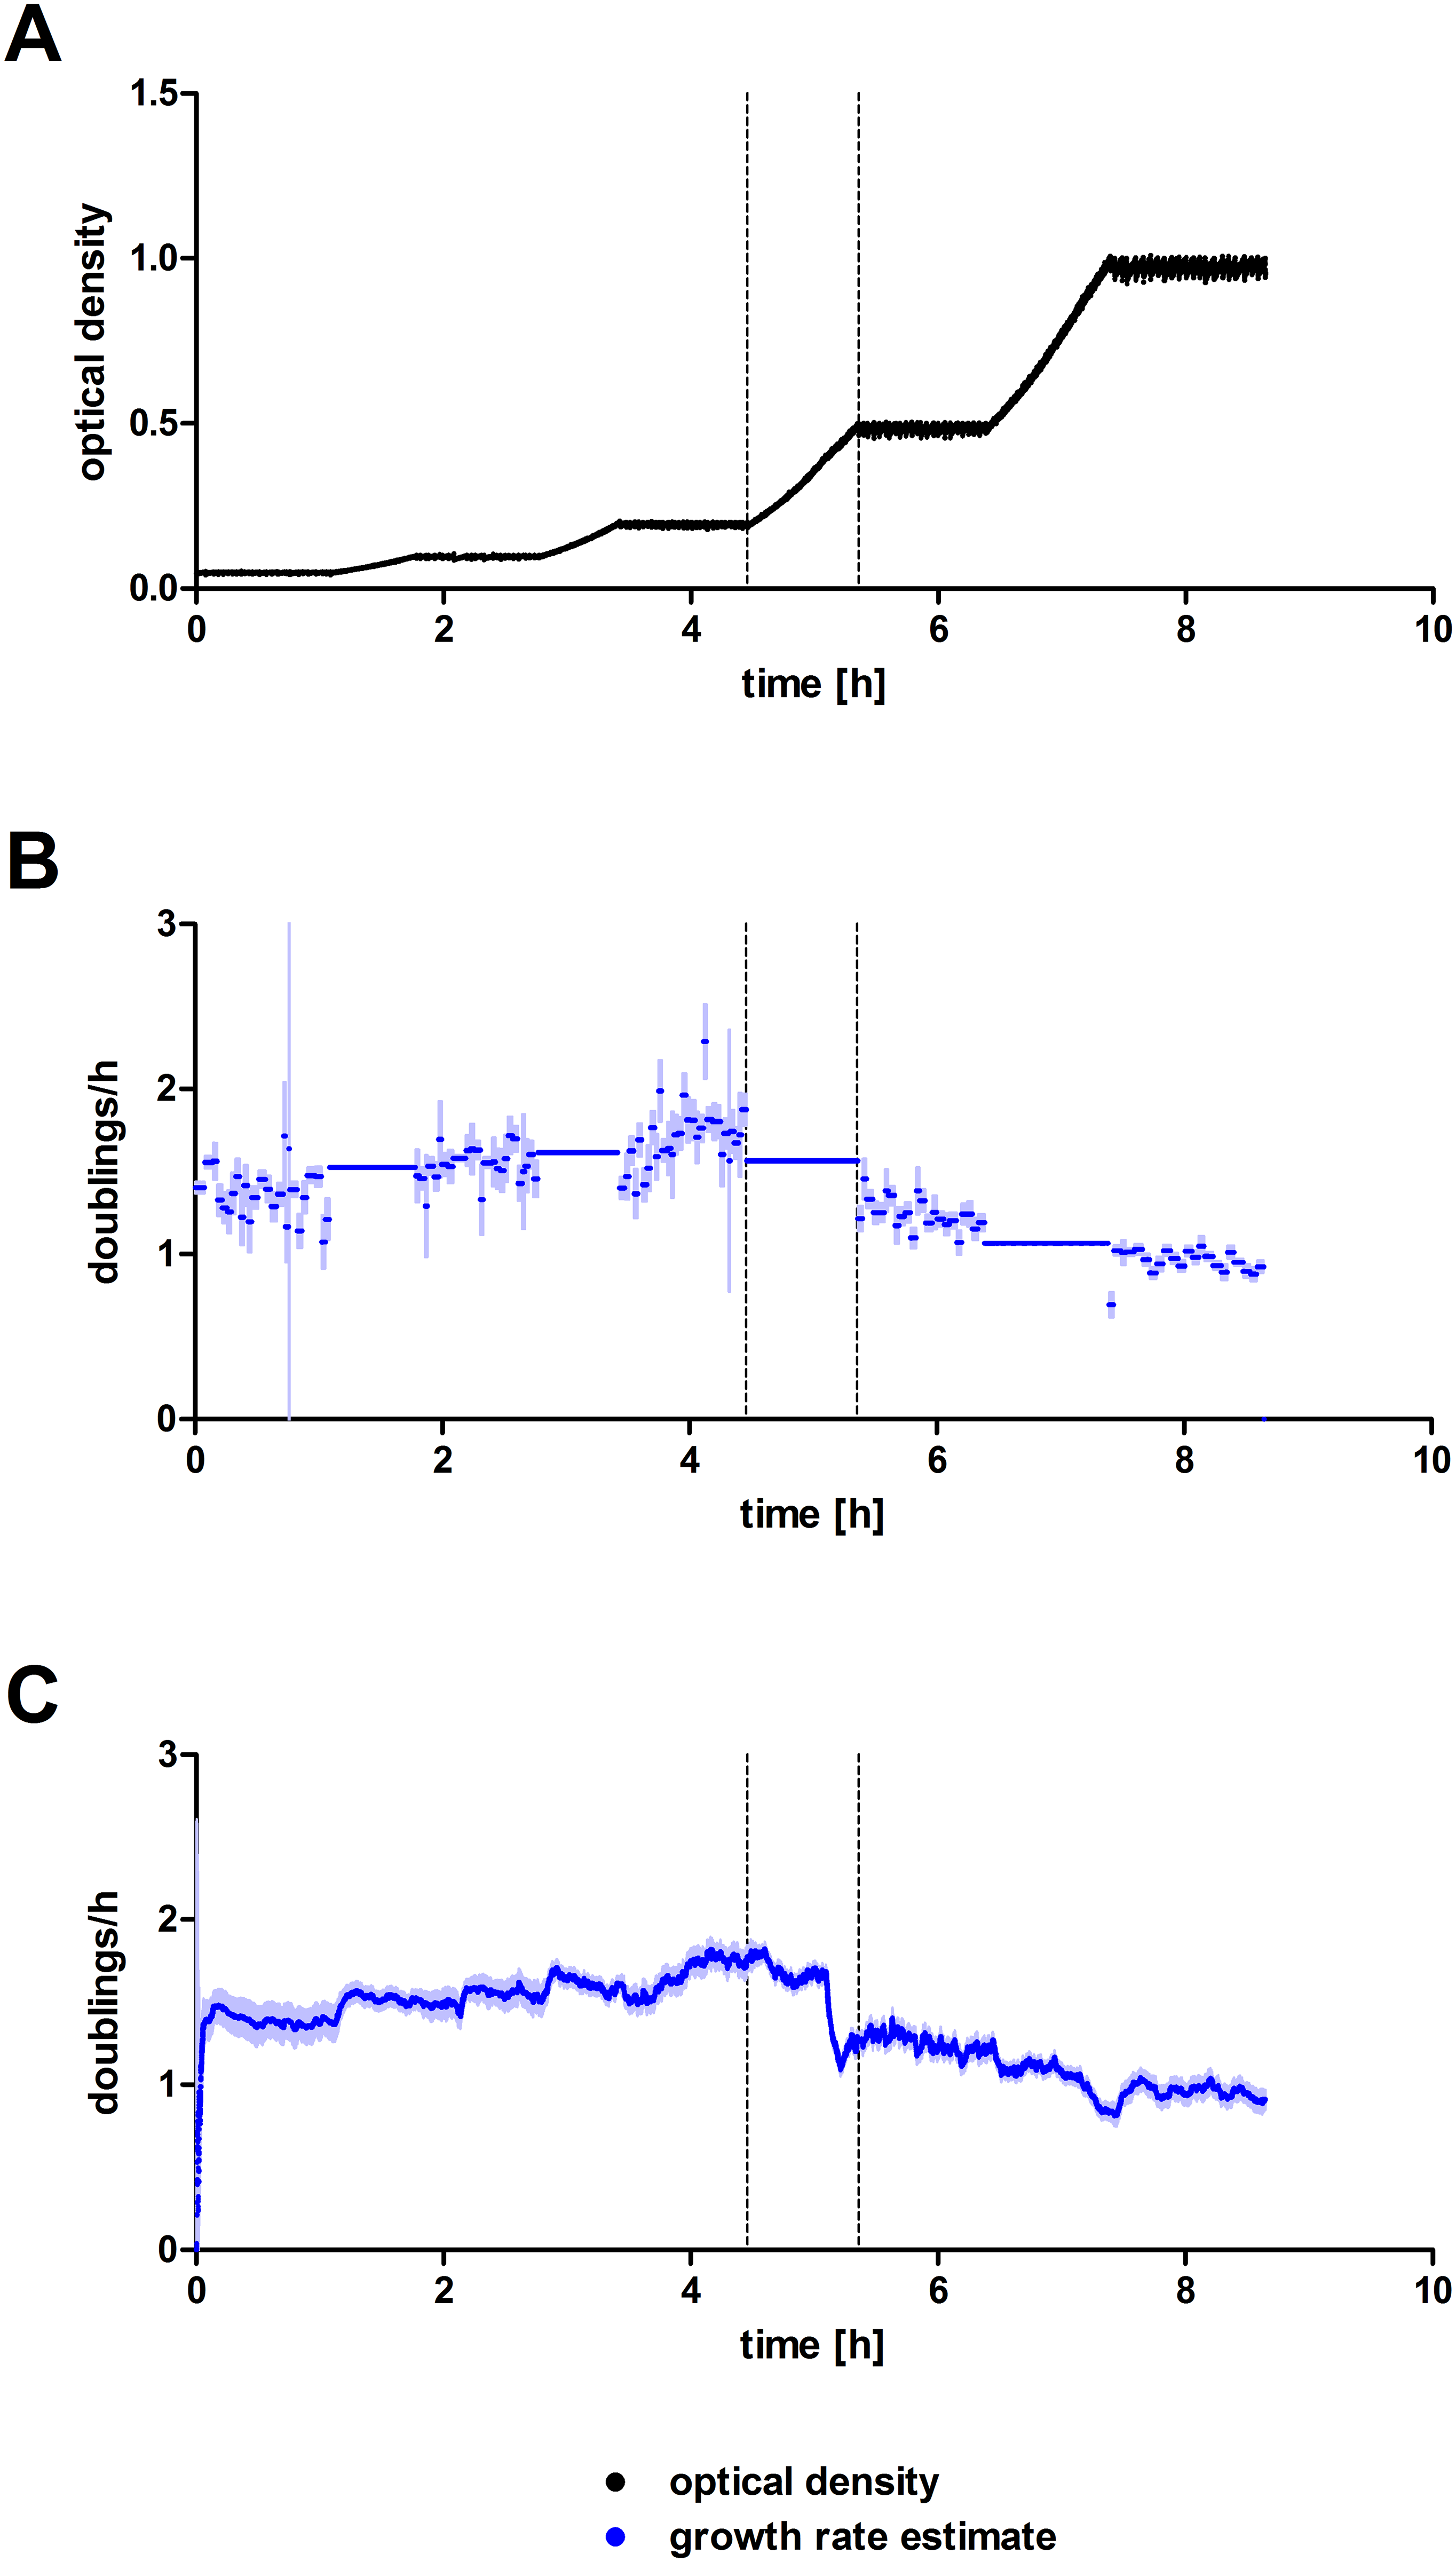 A
1.5
1.0
0.5
0.0
optical density
0 2 4 6 8 10
time [h]
B
3
2
1
0
doublings/h
0 2 4 6 8 10
time [h]
C
3
2
1
0
doublings/h
0 2 4 6 8 10
time [h]
optical density
growth rate estimate